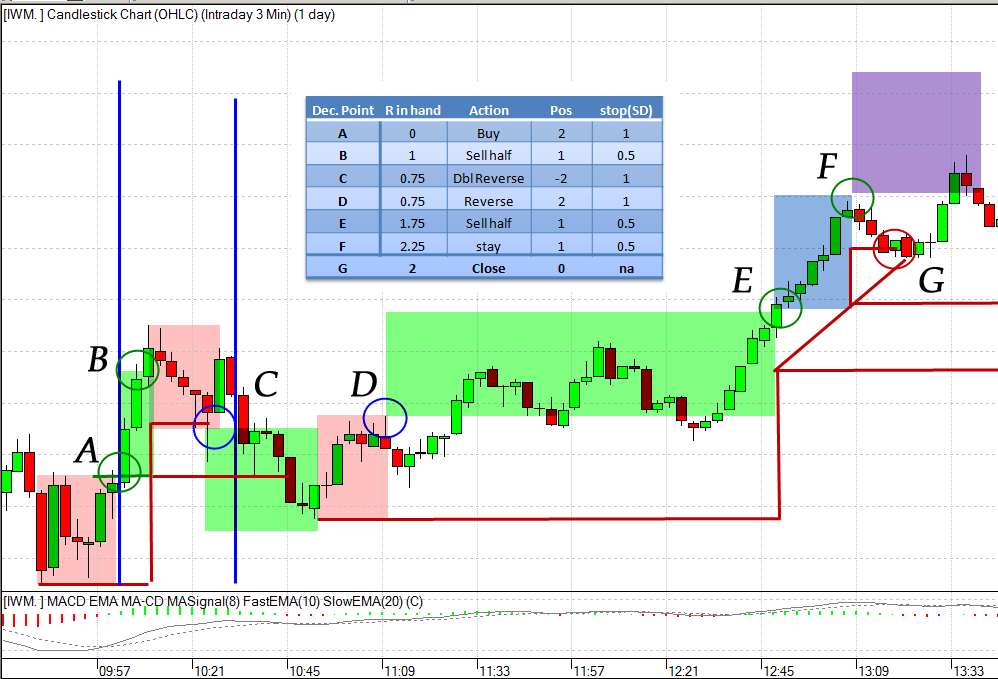 [IWM. ] Candlestick Chart (OHLC) (Intraday 3 Min) (1 day)
Dec. Point R in hand Action Pos stop(SD)
A 0 Buy 2 1
B 1 Sell half 1 0.5
C 0.75 Dbl Reverse -2 1
D 0.75 Reverse 2 1
E 1.75 Sell half 1 0.5
F 2.25 stay 1 0.5
G 2 Close 0 na
F
E
G
B
C
D
A
[IWM. ] MACD EMA MA-CD MASignal(8) FastEMA(10) SlowEMA(20) (C)
09:57 10:21 10:45 11:09 11:33 11:57 12:21 12:45 13:09 13:33